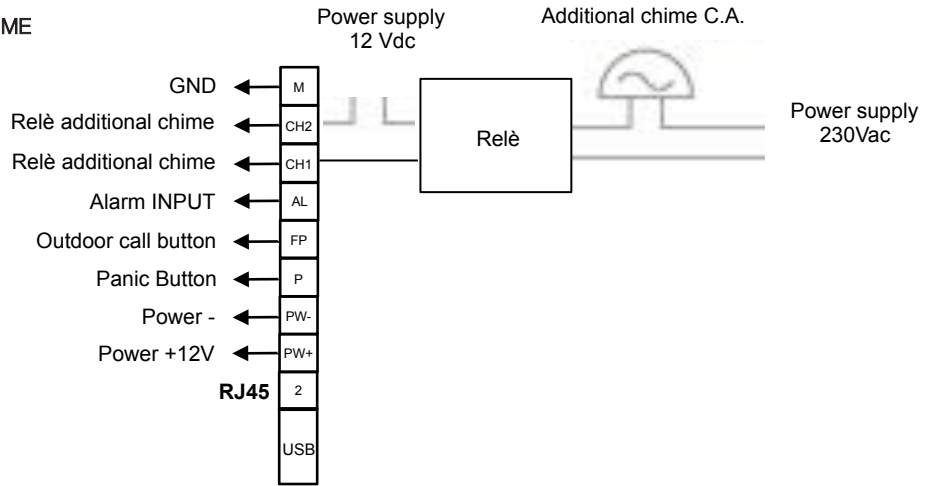 ME
Power supply
12 Vdc
Additional chime C.A.
GND
M
Relè additional chime
CH2
Relè
Power supply
230Vac
Relè additional chime
CH1
Alarm INPUT
AL
Outdoor call button
FP
Panic Button
P
Power -
PW-
Power +12V
PW+
RJ45
2
USB